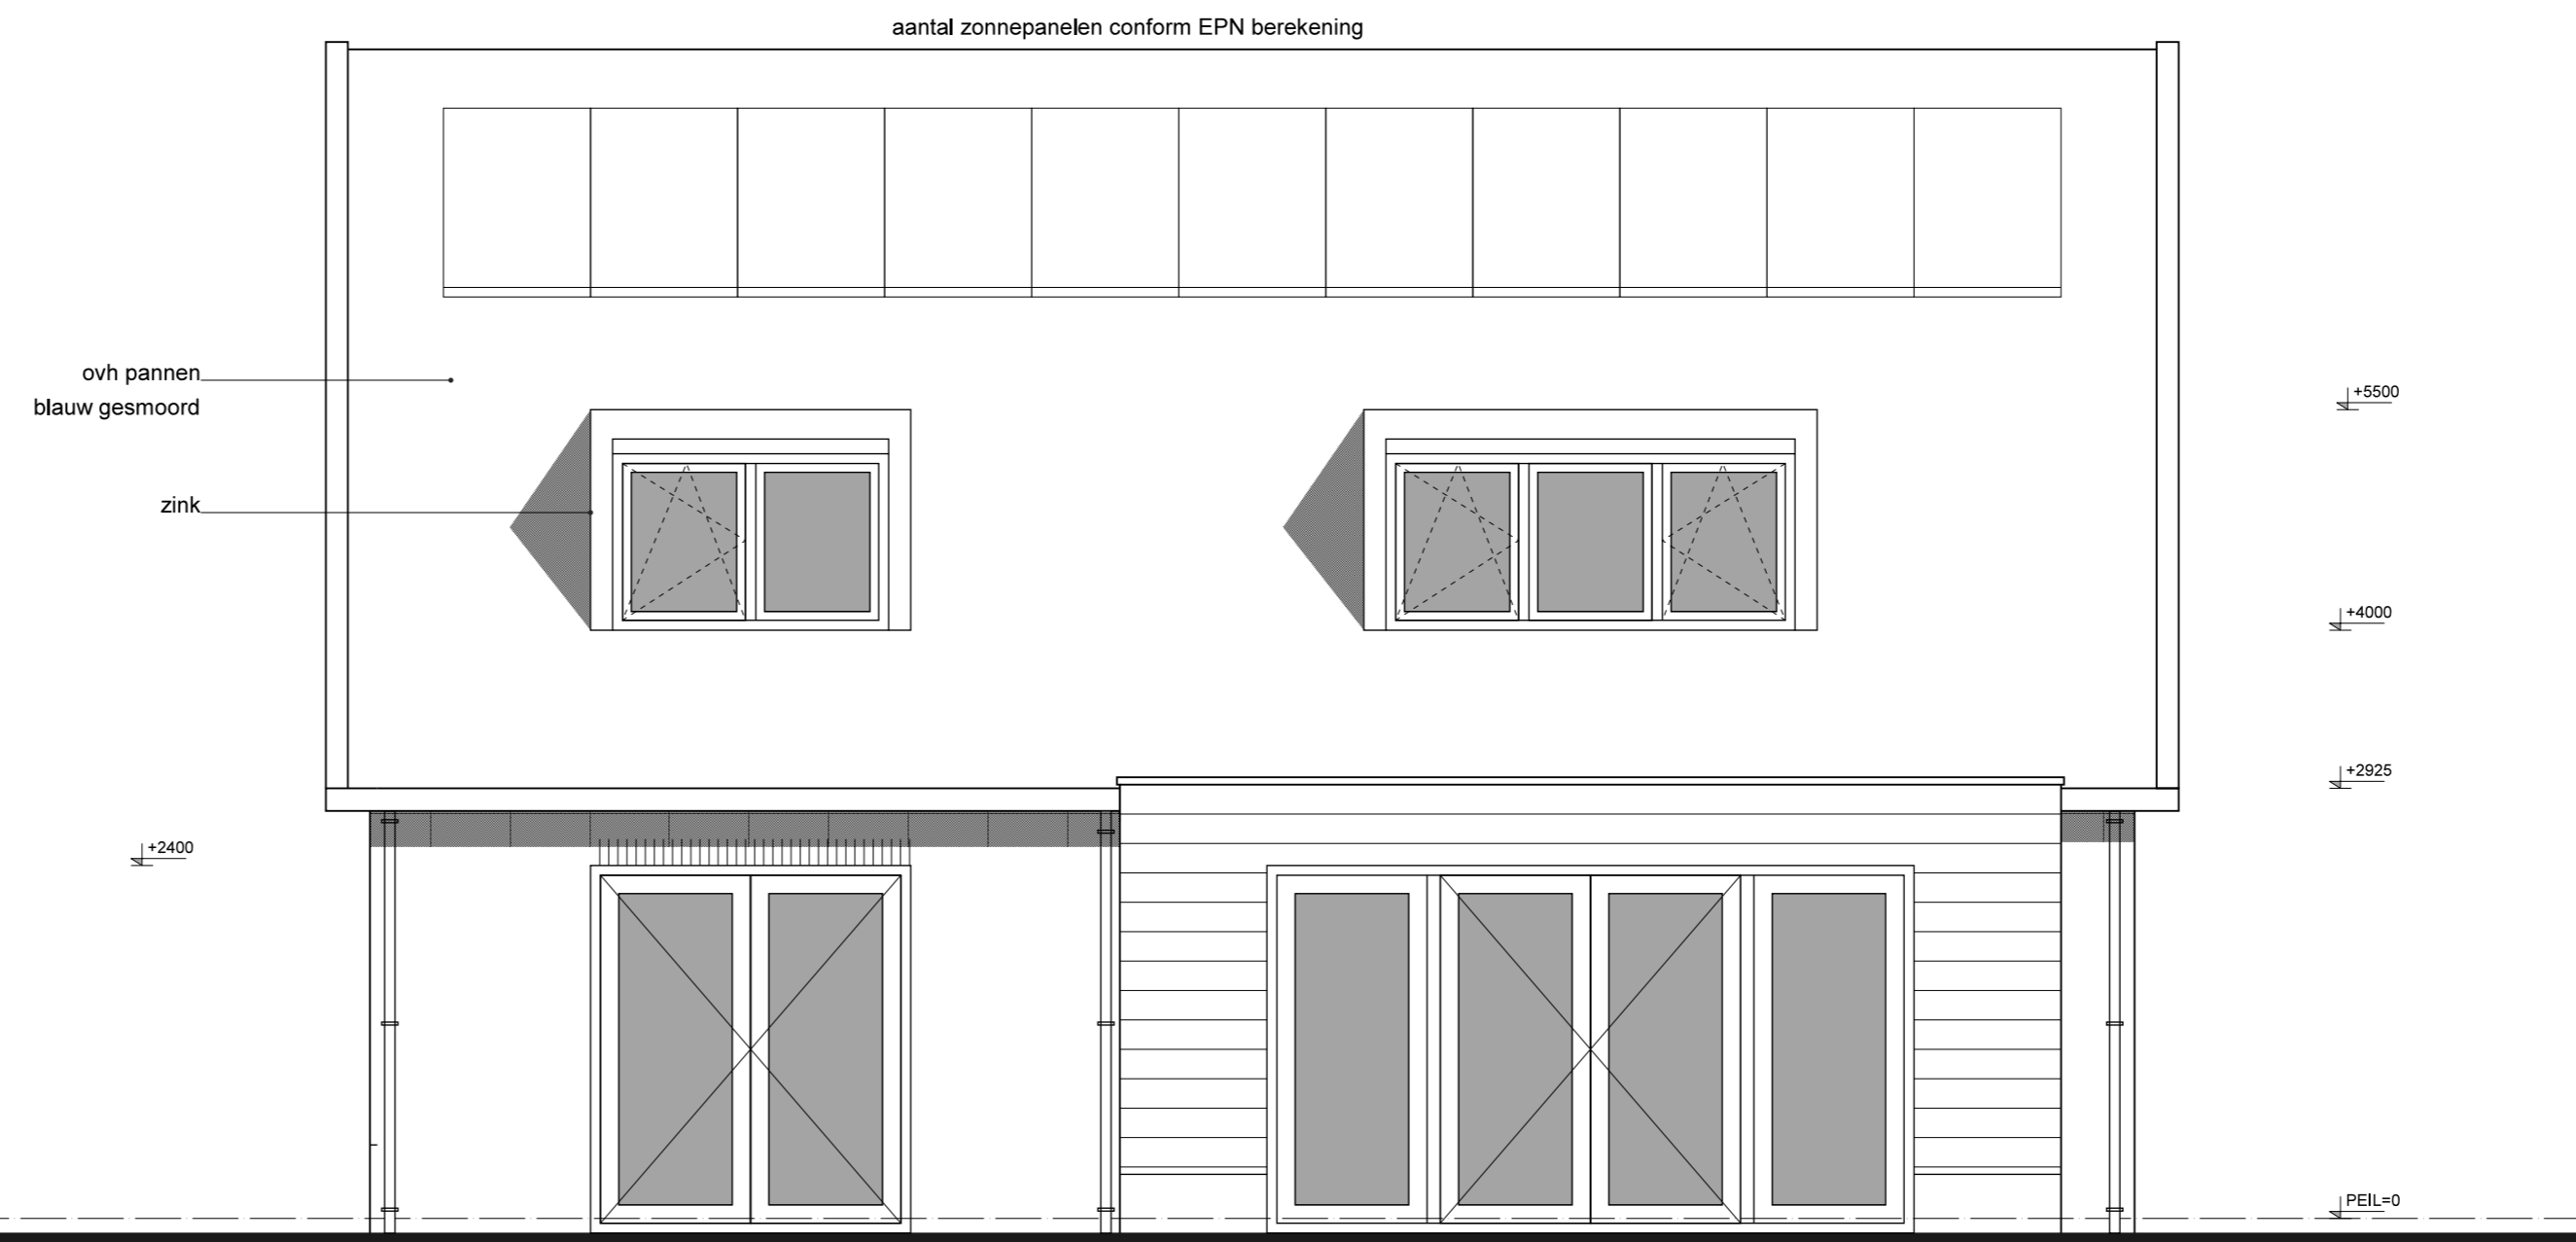 aantal zonnepanelen conform EPN berekening
ovh pannen
blauw gesmoord
+5500
zink
+4000
+2925
+2400
PEIL=0